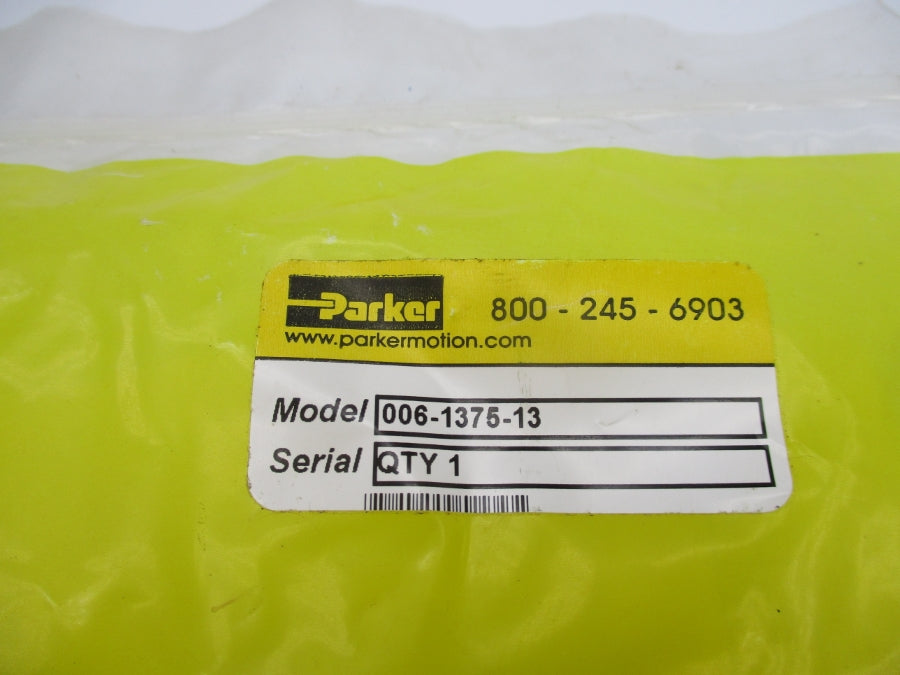 Parker 800 - 245 - 6903
www.parkermotion.com
Model 006-1375-13
Serial QTY 1